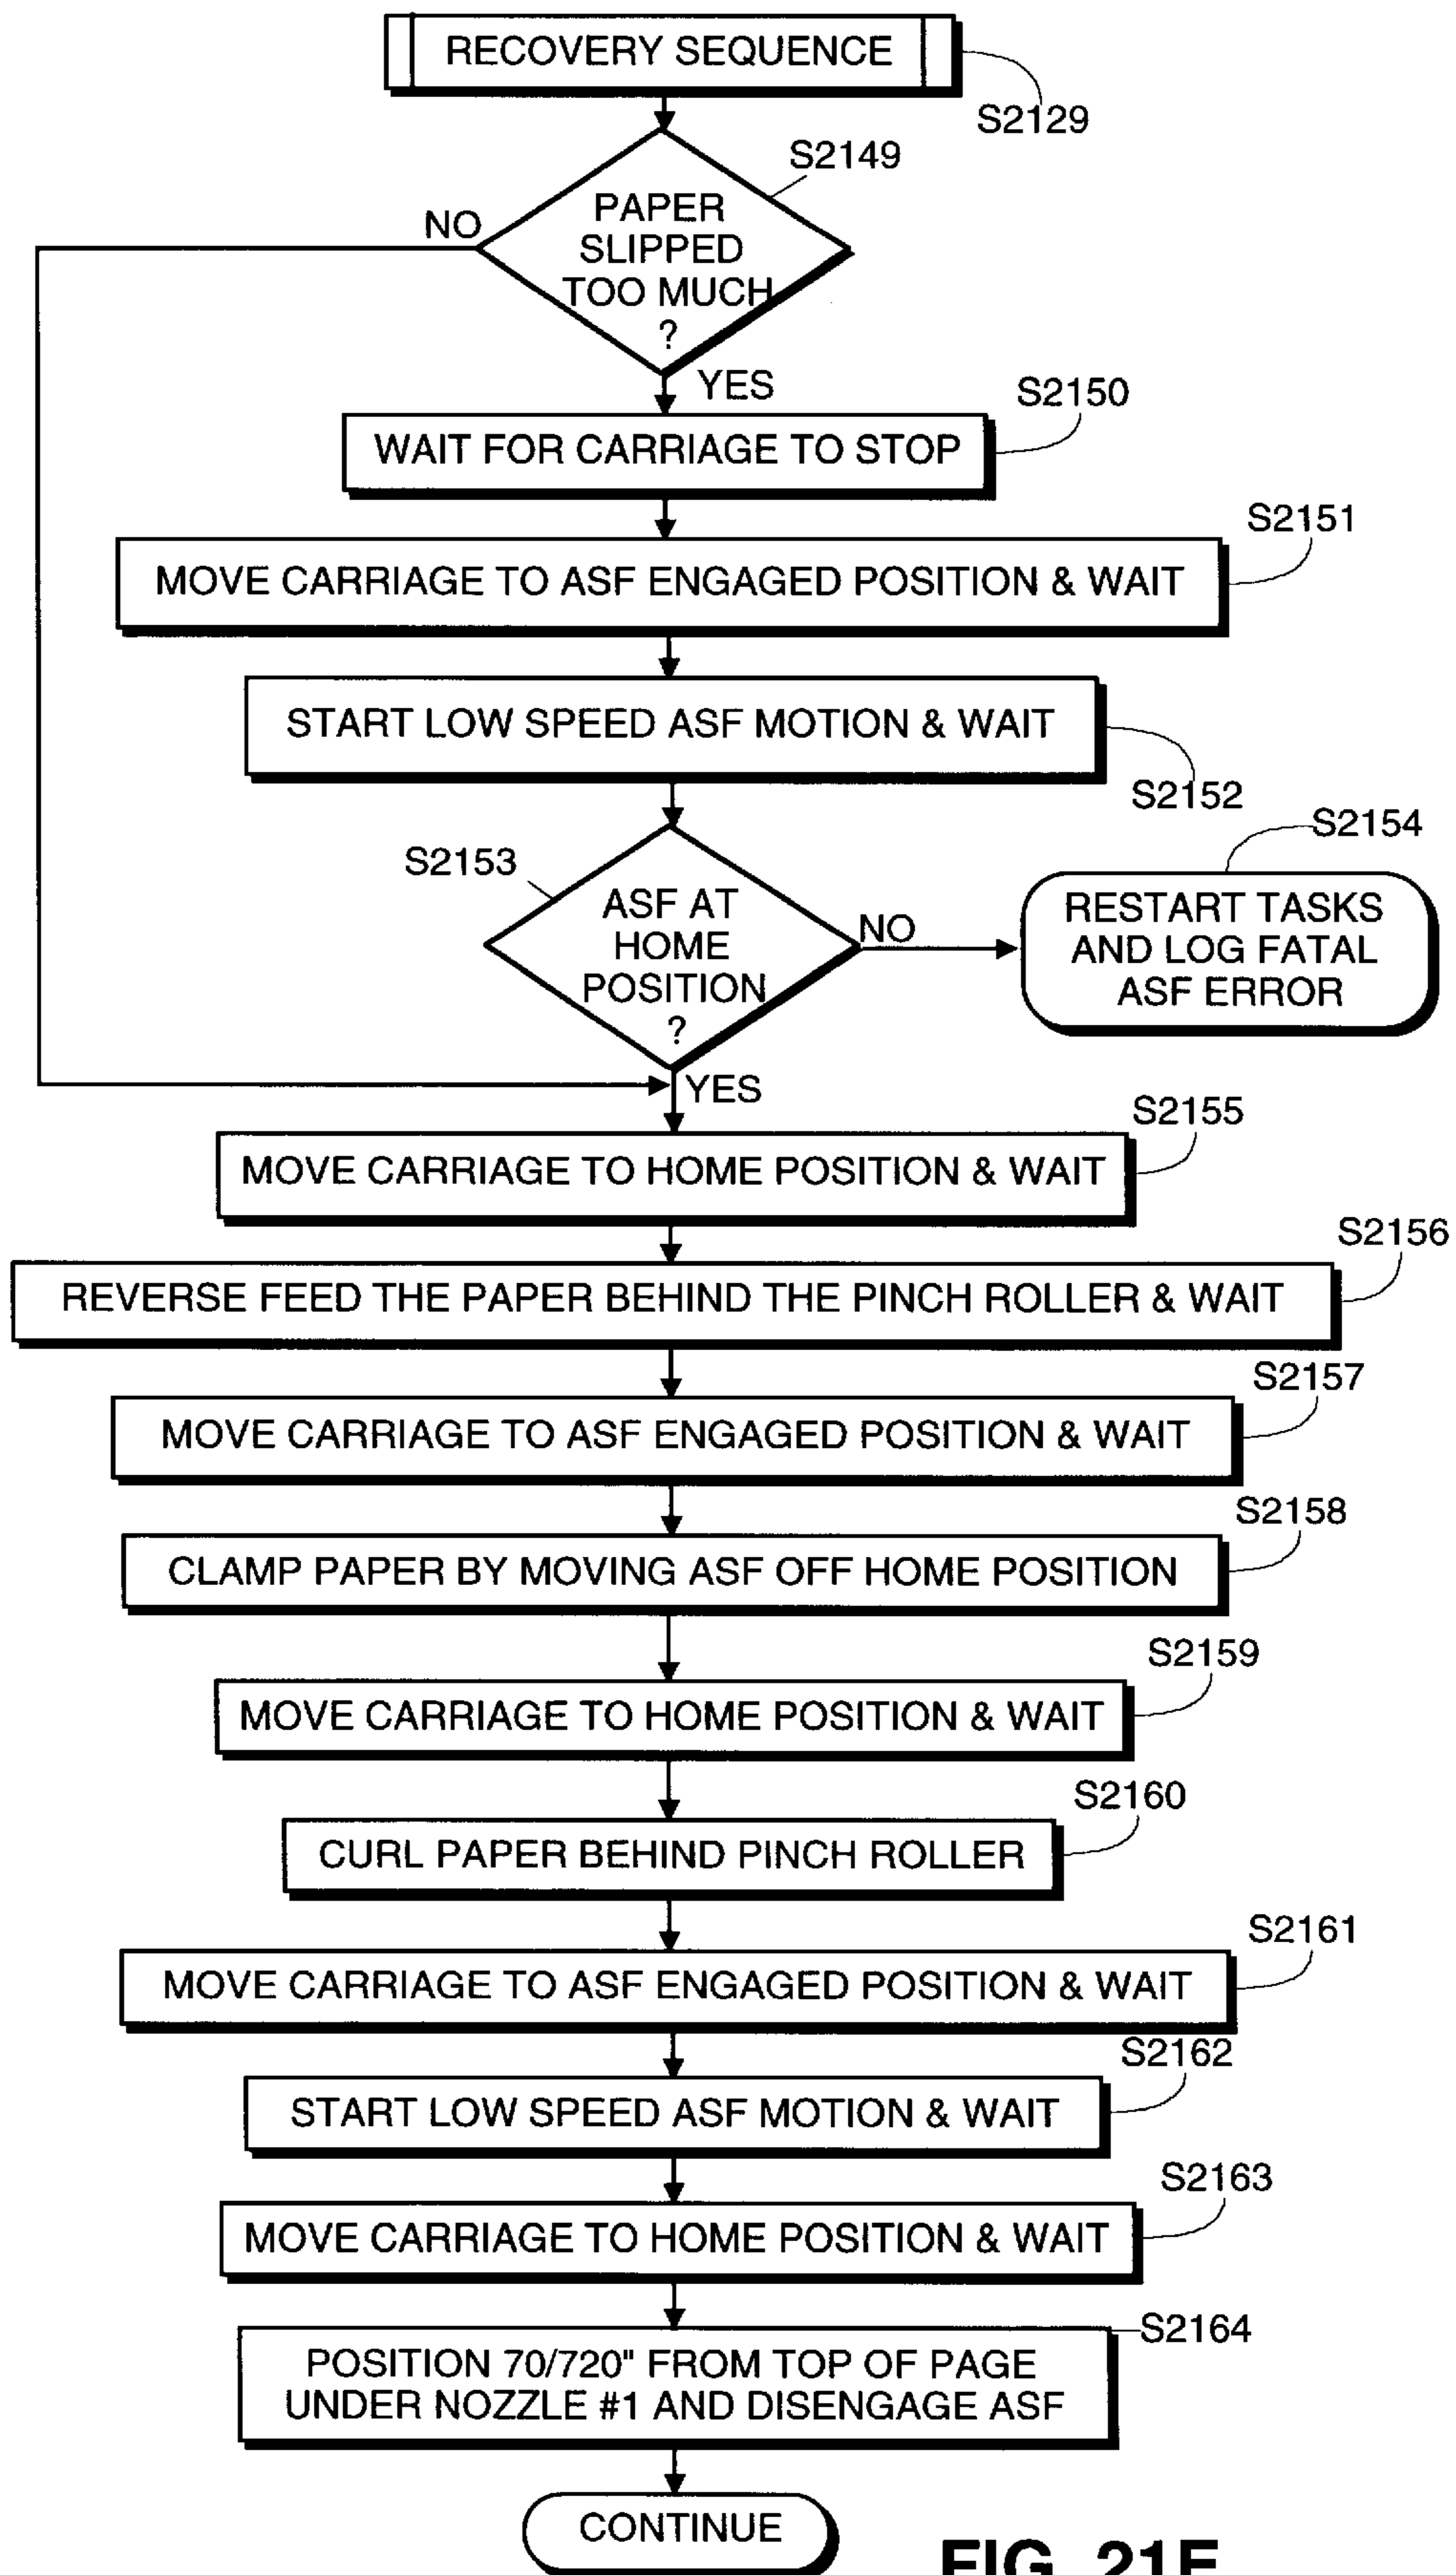 RECOVERY SEQUENCE
S2129
S2149
PAPER
SLIPPED
TOO MUCH
?
NO
YES
S2150
WAIT FOR CARRIAGE TO STOP
S2151
MOVE CARRIAGE TO ASF ENGAGED POSITION & WAIT
START LOW SPEED ASF MOTION & WAIT
S2152
S2153
ASF AT
HOME
POSITION
?
NO
S2154
RESTART TASKS
AND LOG FATAL
ASF ERROR
YES
S2155
MOVE CARRIAGE TO HOME POSITION & WAIT
S2156
REVERSE FEED THE PAPER BEHIND THE PINCH ROLLER & WAIT
S2157
MOVE CARRIAGE TO ASF ENGAGED POSITION & WAIT
S2158
CLAMP PAPER BY MOVING ASF OFF HOME POSITION
S2159
MOVE CARRIAGE TO HOME POSITION & WAIT
S2160
CURL PAPER BEHIND PINCH ROLLER
S2161
MOVE CARRIAGE TO ASF ENGAGED POSITION & WAIT
S2162
START LOW SPEED ASF MOTION & WAIT
S2163
MOVE CARRIAGE TO HOME POSITION & WAIT
S2164
POSITION 70/720" FROM TOP OF PAGE
UNDER NOZZLE #1 AND DISENGAGE ASF
CONTINUE
FIG.